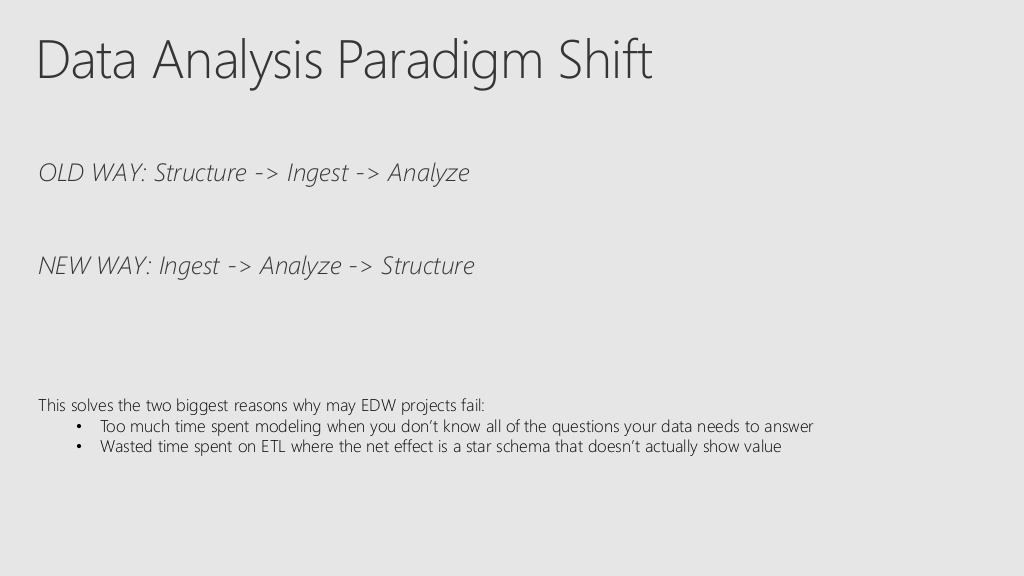 Data Analysis Paradigm Shift
OLD WAY: Structure -> Ingest -> Analyze
NEW WAY: Ingest -> Analyze -> Structure
This solves the two biggest reasons why may EDW projects fail:
• Too much time spent modeling when you don’t know all of the questions your data needs to answer
• Wasted time spent on ETL where the net effect is a star schema that doesn’t actually show value